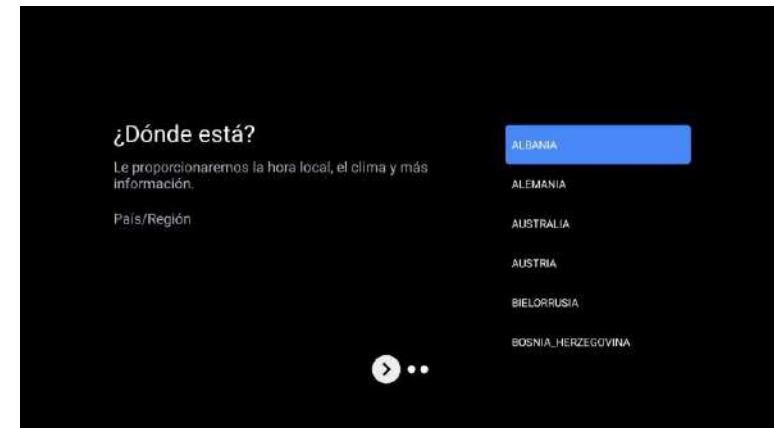 ¿Dónde está?
Le proporcionaremos la hora local, el clima y más
información.
País/Región
ALBANIA
ALEMANIA
AUSTRALIA
AUSTRIA
BIELORRUSIA
BOSNIA_HERZEGOVINA